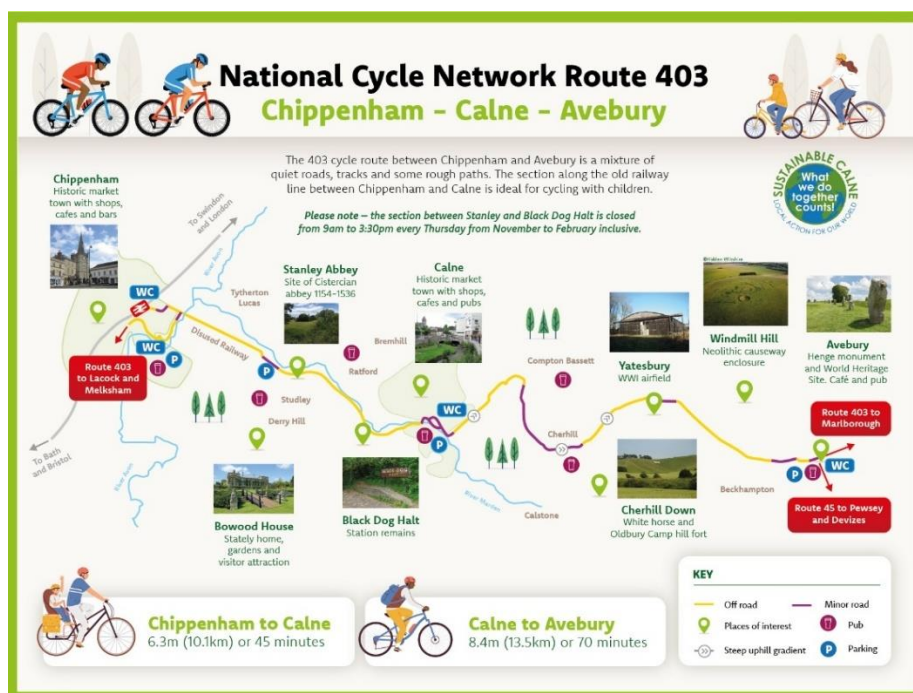 National Cycle Network Route 403
Chippenham – Calne – Avebury
The 403 cycle route between Chippenham and Avebury is a mixture of
quiet roads, tracks and some rough paths. The section along the old railway
line between Chippenham and Calne is ideal for cycling with children.
Please note – the section between Stanley and Black Dog Halt is closed
from 9am to 3:30pm every Thursday from November to February inclusive.
SUSTAINABLE CALNE
What
we do
together
counts!
LOCAL ACTION FOR OUR WORLD
Chippenham
Historic market
town with shops,
cafes and bars
To Swindon
and London
River Avon
WC
WC
P
Route 403
to Lacock and
Melksham
To Bath
and Bristol
River Avon
Tytherton
Lucas
Disused Railway
Stanley Abbey
Site of Cistercian
abbey 1154–1536
P
Studley
Derry Hill
Bremhill
Ratford
Bowood House
Stately home,
gardens and
visitor attraction
Black Dog Halt
Station remains
Calne
Historic market
town with shops,
cafes and pubs
WC
P
River Marden
Calstone
Compton Bassett
Cherhill
Yatesbury
WWI airfield
Cherhill Down
White horse and
Oldbury Camp hill fort
Windmill Hill
Neolithic causeway
enclosure
Avebury
Henge monument
and World Heritage
Site. Café and pub
Route 403 to
Marlborough
P
WC
Beckhampton
Route 45 to Pewsey
and Devizes
Chippenham to Calne
6.3m (10.1km) or 45 minutes
Calne to Avebury
8.4m (13.5km) or 70 minutes
KEY
Off road
Minor road
Places of interest
Pub
Steep uphill gradient
P
Parking